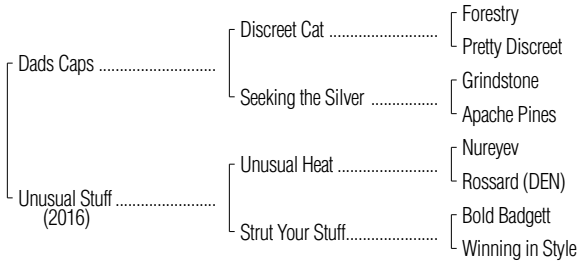 Forestry
Discreet Cat
Pretty Discreet
Dads Caps
Grindstone
Seeking the Silver
Apache Pines
Nureyev
Unusual Heat
Rossard (DEN)
Unusual Stuff
(2016)
Bold Badgett
Strut Your Stuff
Winning in Style